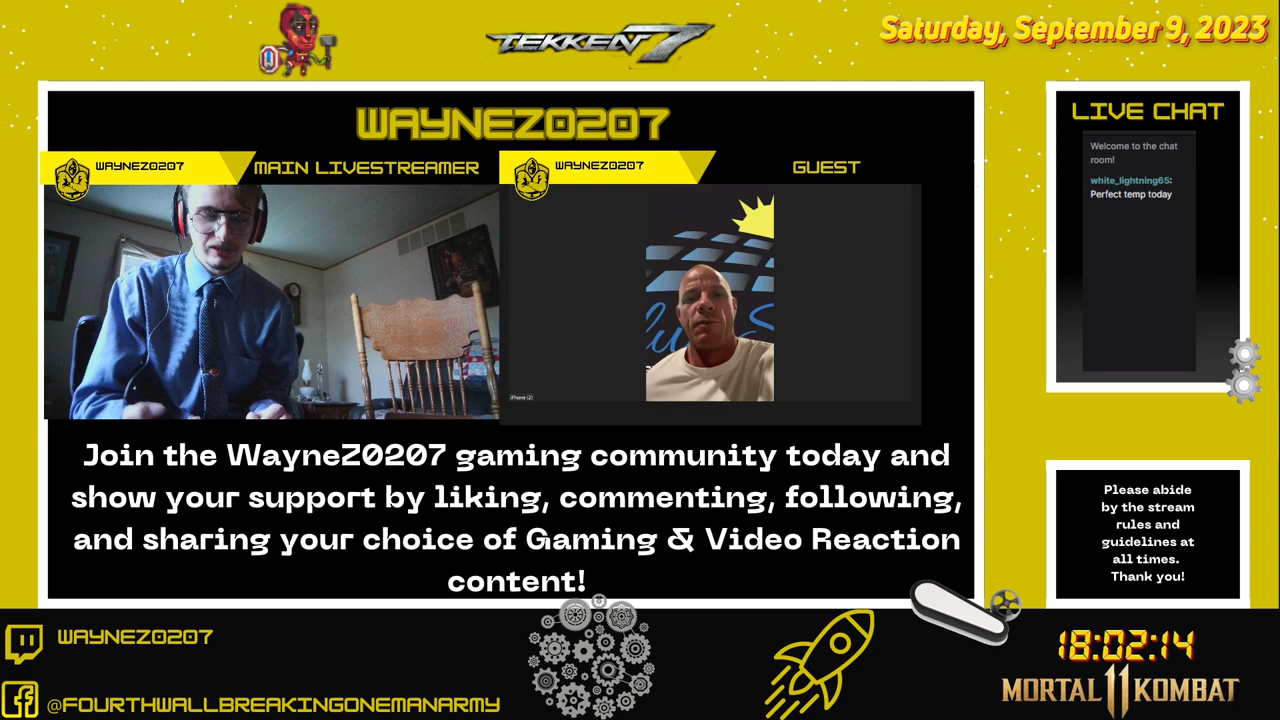 TEKKEN 7
Saturday, September 9, 2023
WAYNEZ0207
LIVE CHAT
WAYNEZ0207
MAIN LIVESTREAMER
WAYNEZ0207
GUEST
Welcome to the chat
room!
white_lightning65:
Perfect temp today
iPhone (2)
Join the WayneZ0207 gaming community today and
show your support by liking, commenting, following,
and sharing your choice of Gaming & Video Reaction
content!
Please abide
by the stream
rules and
guidelines at
all times.
Thank you!
WAYNEZ0207
18:02:14
MORTAL 11 KOMBAT
@FOURTHWALLBREAKINGONEMANARMY